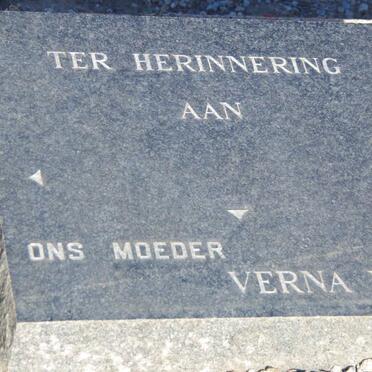 TER HERINNERING
AAN
ONS MOEDER
VERNA